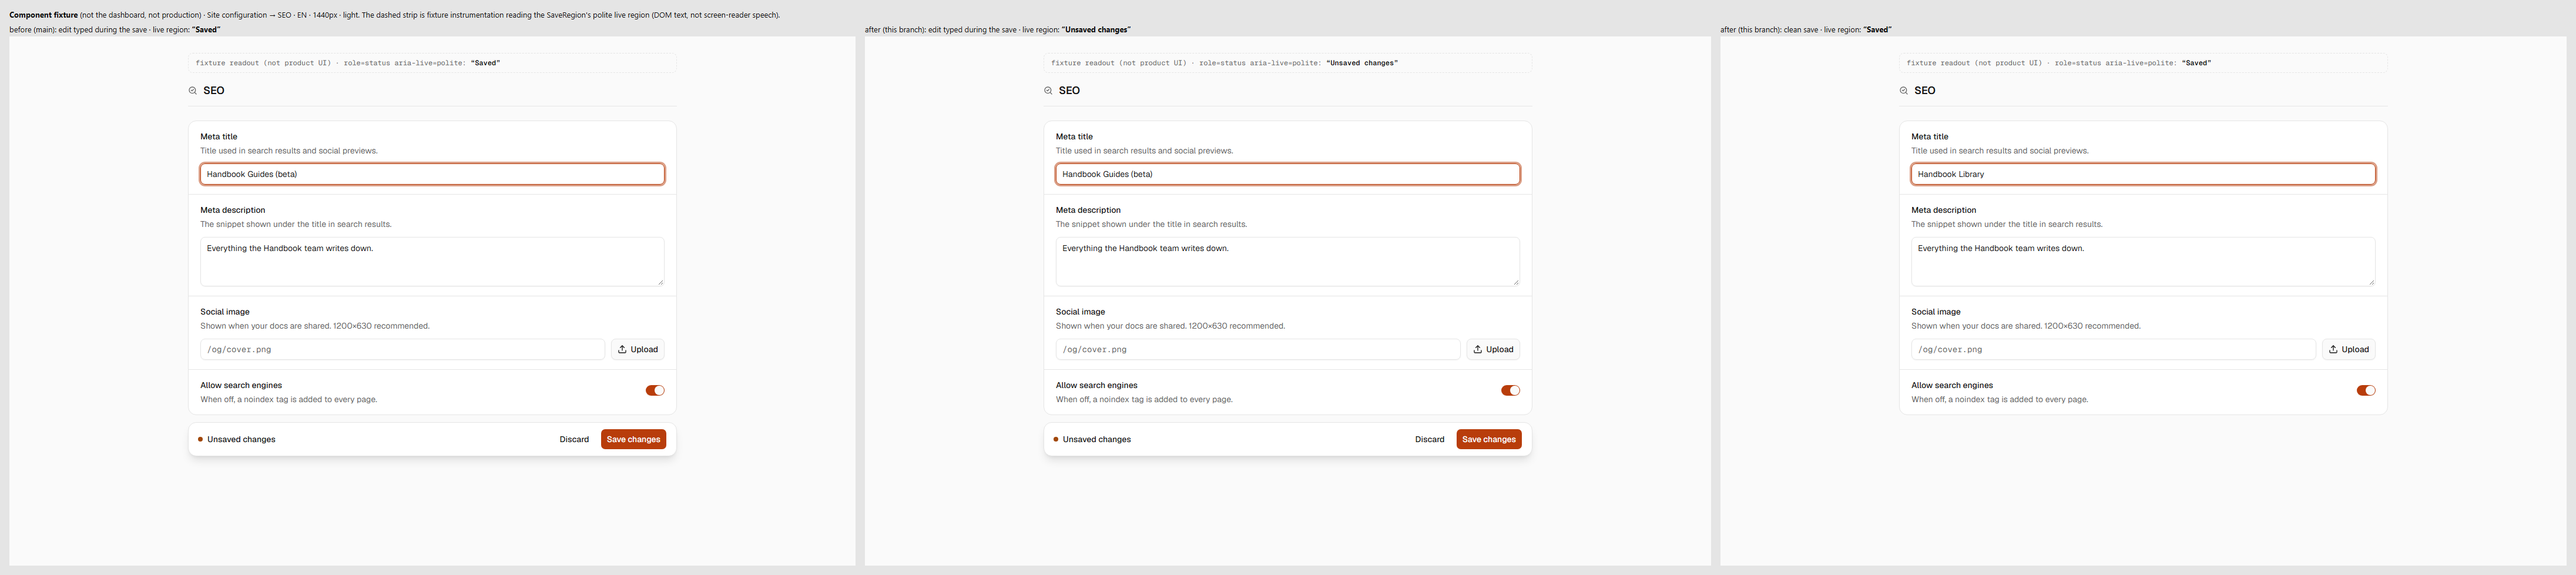 Component fixture (not the dashboard, not production) · Site configuration → SEO · EN · 1440px · light. The dashed strip is fixture instrumentation reading the SaveRegion's polite live region (DOM text, not screen-reader speech).
before (main): edit typed during the save · live region: "Saved"
fixture readout (not product UI) · role=status aria-live=polite: "Saved"
SEO
Meta title
Title used in search results and social previews.
Handbook Guides (beta)
Meta description
The snippet shown under the title in search results.
Everything the Handbook team writes down.
Social image
Shown when your docs are shared. 1200×630 recommended.
/og/cover.png
Upload
Allow search engines
When off, a noindex tag is added to every page.
Unsaved changes
Discard
Save changes
after (this branch): edit typed during the save · live region: "Unsaved changes"
fixture readout (not product UI) · role=status aria-live=polite: "Unsaved changes"
SEO
Meta title
Title used in search results and social previews.
Handbook Guides (beta)
Meta description
The snippet shown under the title in search results.
Everything the Handbook team writes down.
Social image
Shown when your docs are shared. 1200×630 recommended.
/og/cover.png
Upload
Allow search engines
When off, a noindex tag is added to every page.
Unsaved changes
Discard
Save changes
after (this branch): clean save · live region: "Saved"
fixture readout (not product UI) · role=status aria-live=polite: "Saved"
SEO
Meta title
Title used in search results and social previews.
Handbook Library
Meta description
The snippet shown under the title in search results.
Everything the Handbook team writes down.
Social image
Shown when your docs are shared. 1200×630 recommended.
/og/cover.png
Upload
Allow search engines
When off, a noindex tag is added to every page.